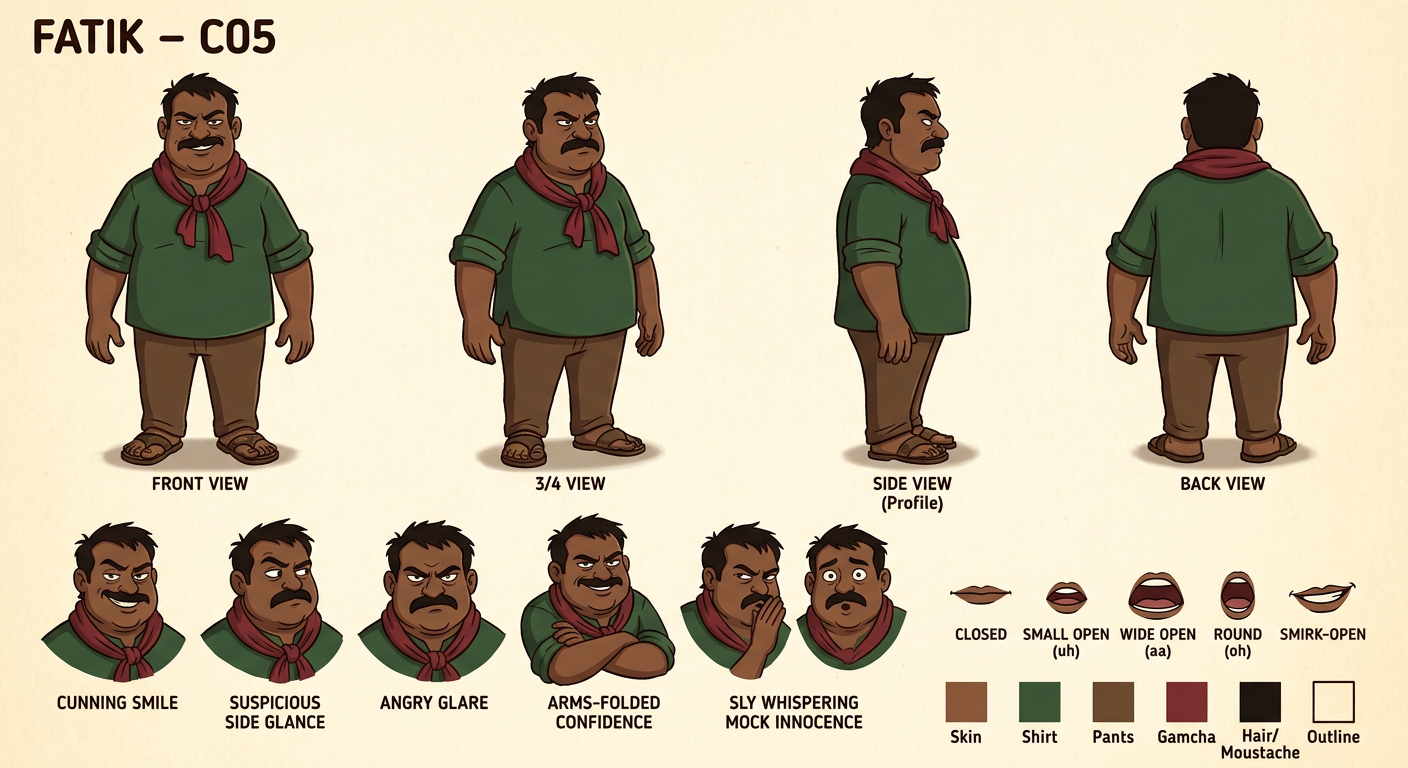 FATIK – C05
FRONT VIEW
3/4 VIEW
SIDE VIEW
(Profile)
BACK VIEW
CUNNING SMILE
SUSPICIOUS
SIDE GLANCE
ANGRY GLARE
ARMS-FOLDED
CONFIDENCE
SLY WHISPERING
MOCK INNOCENCE
CLOSED
SMALL OPEN
(uh)
WIDE OPEN
(aa)
ROUND
(oh)
SMIRK-OPEN
Skin
Shirt
Pants
Gamcha
Hair/
Moustache
Outline